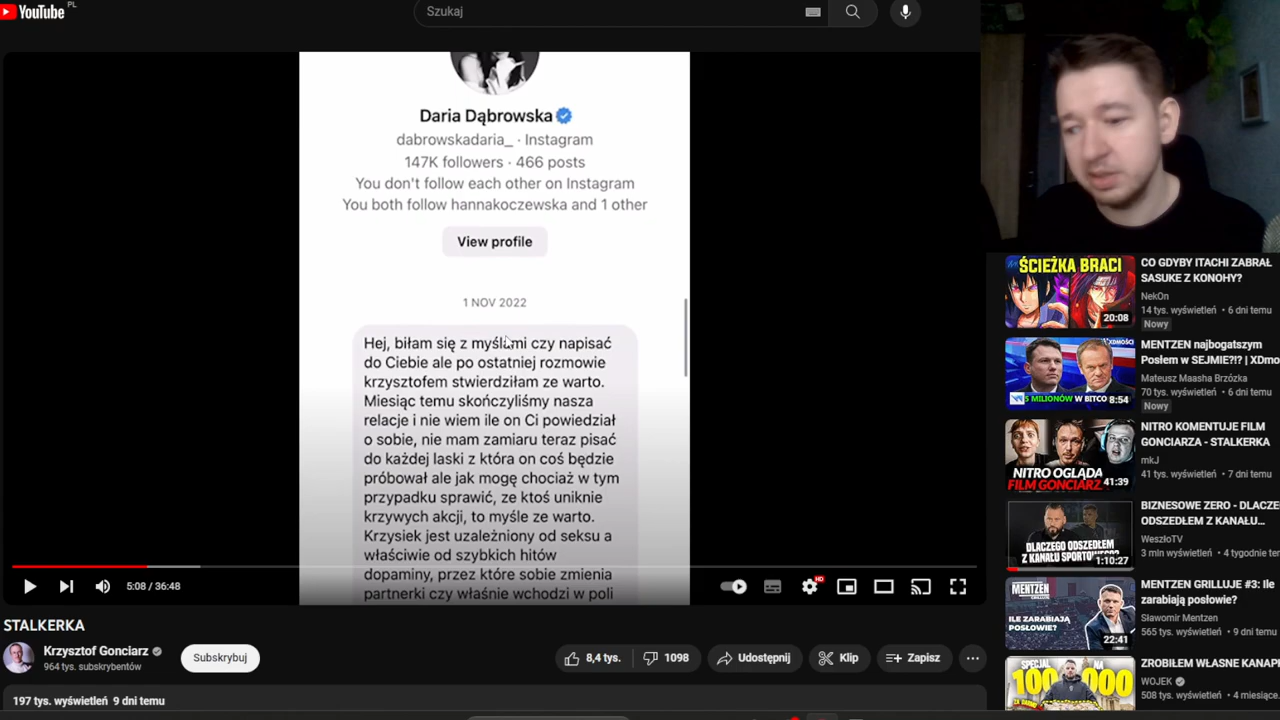 YouTube PL
Szukaj
Daria Dąbrowska
dabrowskadaria_ · Instagram
147K followers · 466 posts
You don't follow each other on Instagram
You both follow hannakoczewska and 1 other
View profile
1 NOV 2022
Hej, biłam się z myślami czy napisać
do Ciebie ale po ostatniej rozmowie
krzysztofem stwierdziłam ze warto.
Miesiąc temu skończyliśmy nasza
relacje i nie wiem ile on Ci powiedział
o sobie, nie mam zamiaru teraz pisać
do każdej laski z która on coś będzie
próbował ale jak mogę chociaż w tym
przypadku sprawić, ze ktoś uniknie
krzywych akcji, to myśle ze warto.
Krzysiek jest uzależniony od seksu a
właściwie od szybkich hitów
dopaminy, przez które sobie zmienia
partnerki czy właśnie wchodzi w poli
5:08 / 36:48
HD
STALKERKA
Krzysztof Gonciarz
964 tys. subskrybentów
Subskrybuj
8,4 tys.
1098
Udostępnij
Klip
Zapisz
197 tys. wyświetleń 9 dni temu
ŚCIEŻKA BRACI
20:08
CO GDYBY ITACHI ZABRAŁ
SASUKE Z KONOHY?
NekOn
14 tys. wyświetleń • 6 dni temu
Nowy
XDMOŚCI
5 MILIONÓW W BITCO
8:54
MENTZEN najbogatszym
Posłem w SEJMIE?!? | XDmo
Mateusz Maasha Brzózka
70 tys. wyświetleń • 6 dni temu
Nowy
NITRO OGLĄDA
FILM GONCIARZ
41:39
NITRO KOMENTUJE FILM
GONCIARZA - STALKERKA
mkJ
41 tys. wyświetleń • 7 dni temu
DLACZEGO ODSZEDŁEM
Z KANAŁU SPORTOWEGO?
1:10:27
BIZNESOWE ZERO - DLACZE
ODSZEDŁEM Z KANAŁU...
WeszłoTV
3 mln wyświetleń • 4 tygodnie ter
MENTZEN
GRILLUJE
ILE ZARABIAJĄ
POSŁOWIE?
22:41
MENTZEN GRILLUJE #3: Ile
zarabiają posłowie?
Sławomir Mentzen
565 tys. wyświetleń • 9 dni tem
SPECJAL NA
100 000
ZROBIŁEM WŁASNE KANAP
WOJEK
508 tys. wyświetleń • 4 miesiące